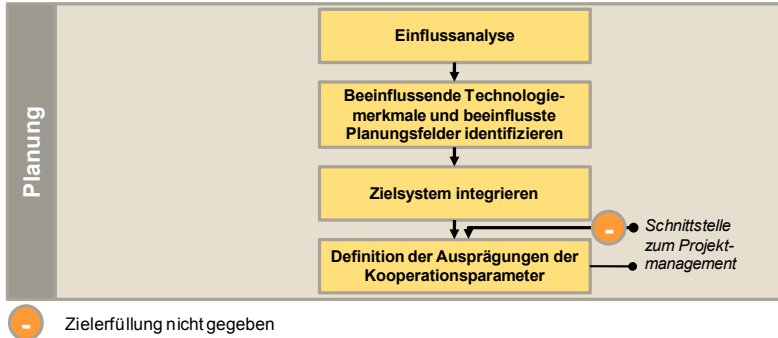 Planung
Einflussanalyse
Beeinflussende Technologie-
merkmale und beeinflusste
Planungsfelder identifizieren
Zielsystem integrieren
Definition der Ausprägungen der
Kooperationsparameter
-
Schnittstelle
zum Projekt-
management
-
Zielerfüllung nicht gegeben